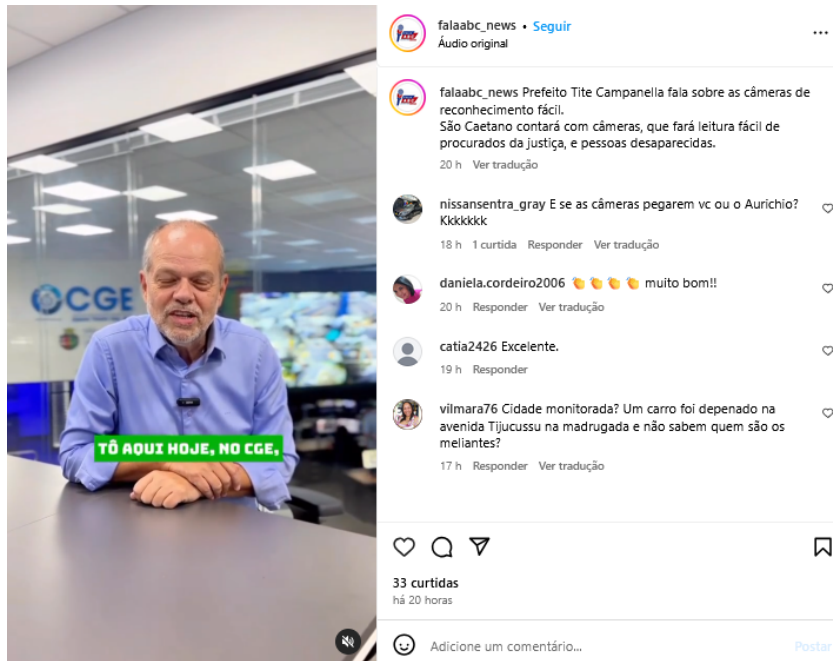 CGE
TÔ AQUI HOJE, NO CGE,
falaabc_news • Seguir
Áudio original
falaabc_news Prefeito Tite Campanella fala sobre as câmeras de
reconhecimento fácil.
São Caetano contará com câmeras, que fará leitura fácil de
procurados da justiça, e pessoas desaparecidas.
20 h Ver tradução
nissansentra_gray E se as câmeras pegarem vc ou o Aurichio?
Kkkkkkk
18 h 1 curtida Responder Ver tradução
daniela.cordeiro2006 👏👏👏👏 muito bom!!
20 h Responder Ver tradução
catia2426 Excelente.
19 h Responder
vilmara76 Cidade monitorada? Um carro foi depenado na
avenida Tijucussu na madrugada e não sabem quem são os
meliantes?
17 h Responder Ver tradução
33 curtidas
há 20 horas
Adicione um comentário...
Postar